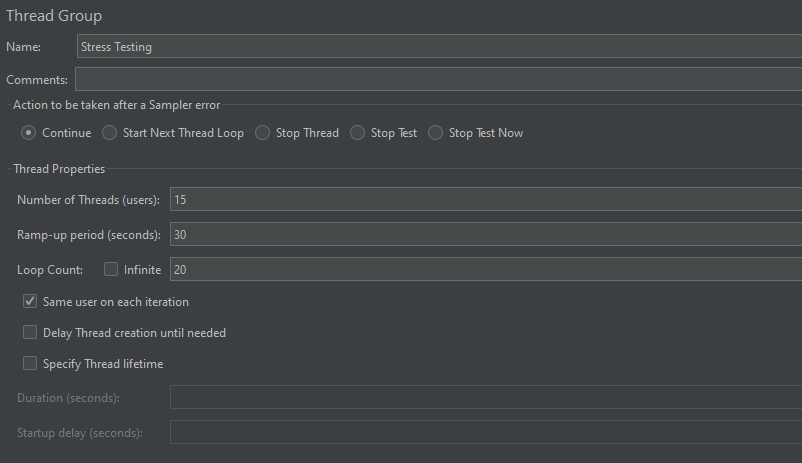 Thread Group
Name: Stress Testing
Comments:
Action to be taken after a Sampler error
Continue Start Next Thread Loop Stop Thread Stop Test Stop Test Now
Thread Properties
Number of Threads (users): 15
Ramp-up period (seconds): 30
Loop Count: Infinite 20
Same user on each iteration
Delay Thread creation until needed
Specify Thread lifetime
Duration (seconds):
Startup delay (seconds):